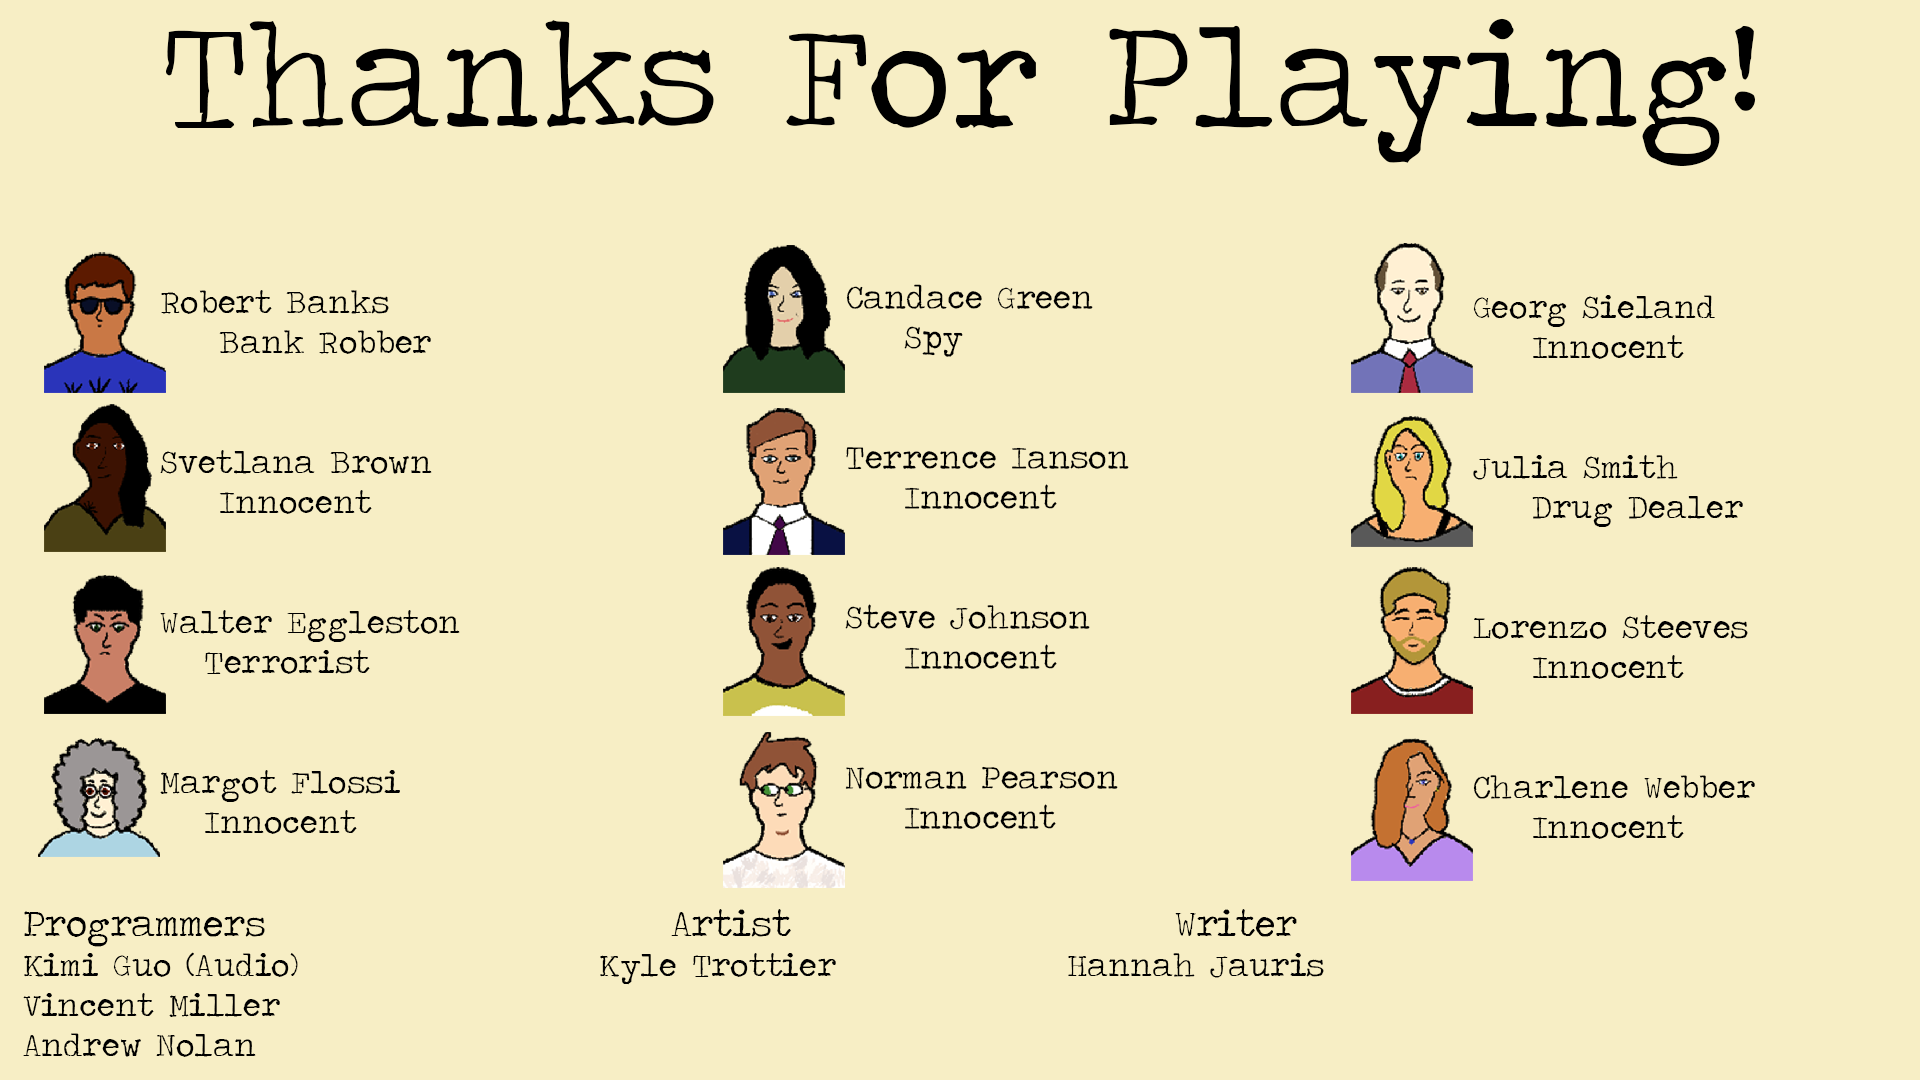 Thanks For Playing!
Robert Banks
Bank Robber
Candace Green
Spy
Georg Sieland
Innocent
Svetlana Brown
Innocent
Terrence Ianson
Innocent
Julia Smith
Drug Dealer
Walter Eggleston
Terrorist
Steve Johnson
Innocent
Lorenzo Steeves
Innocent
Margot Flossi
Innocent
Norman Pearson
Innocent
Charlene Webber
Innocent
Programmers
Kimi Guo (Audio)
Vincent Miller
Andrew Nolan
Artist
Kyle Trottier
Writer
Hannah Jauris